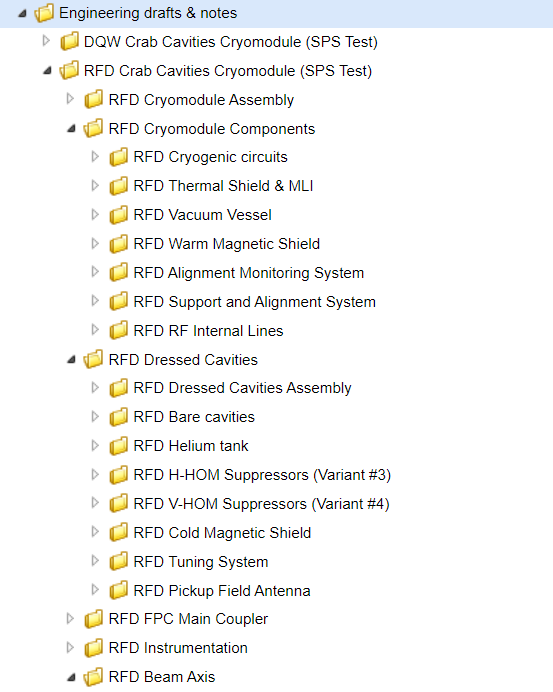 Engineering drafts & notes
DQW Crab Cavities Cryomodule (SPS Test)
RFD Crab Cavities Cryomodule (SPS Test)
RFD Cryomodule Assembly
RFD Cryomodule Components
RFD Cryogenic circuits
RFD Thermal Shield & MLI
RFD Vacuum Vessel
RFD Warm Magnetic Shield
RFD Alignment Monitoring System
RFD Support and Alignment System
RFD RF Internal Lines
RFD Dressed Cavities
RFD Dressed Cavities Assembly
RFD Bare cavities
RFD Helium tank
RFD H-HOM Suppressors (Variant #3)
RFD V-HOM Suppressors (Variant #4)
RFD Cold Magnetic Shield
RFD Tuning System
RFD Pickup Field Antenna
RFD FPC Main Coupler
RFD Instrumentation
RFD Beam Axis